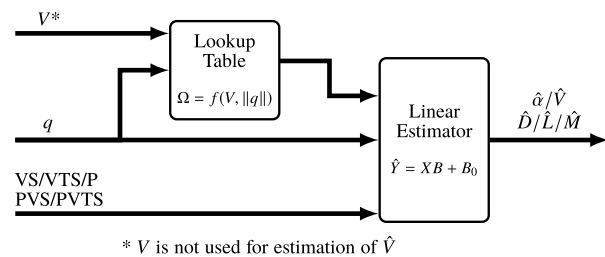 V*
Lookup
Table
Ω = f(V, ||q||)
q
Linear
Estimator
Ŷ = XB + B₀
α̂/V̂
D̂/L̂/M̂
VS/VTS/P
PVS/PVTS
* V is not used for estimation of V̂